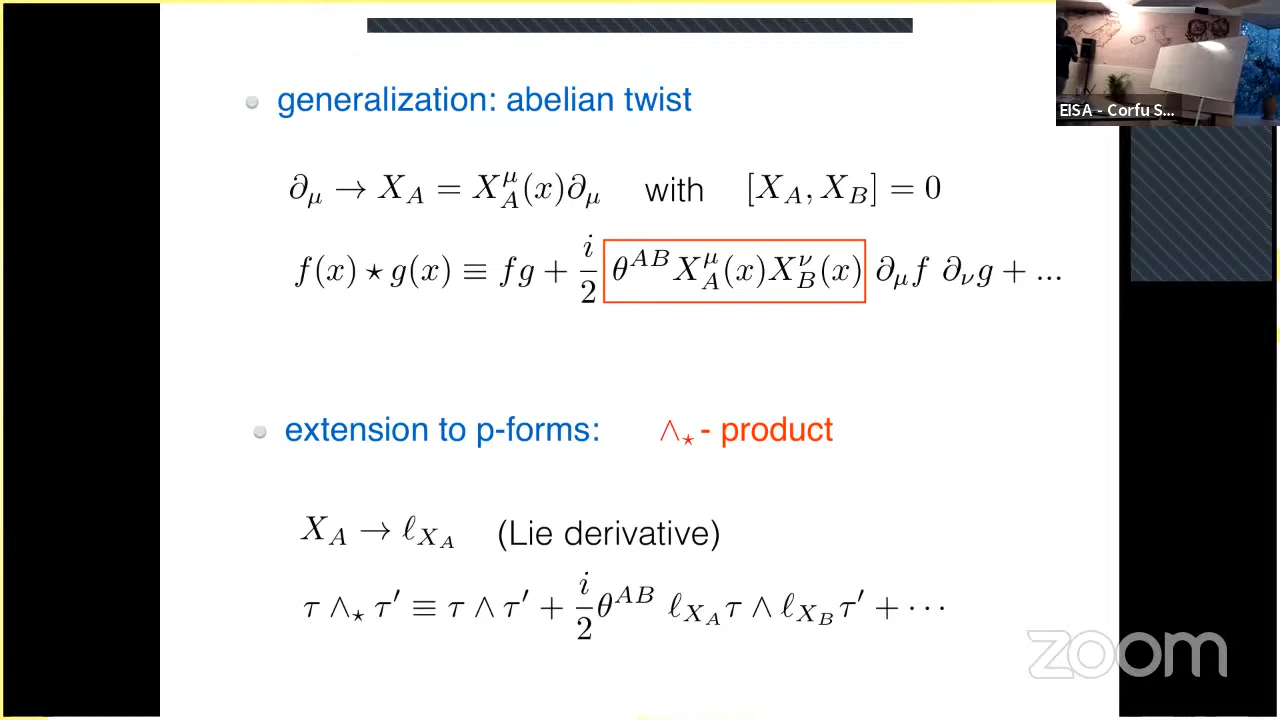 generalization: abelian twist
∂_μ → X_A = X_A^μ(x)∂_μ with [X_A, X_B] = 0
f(x) ⋆ g(x) ≡ fg + i/2 θ^{AB} X_A^μ(x) X_B^ν(x) ∂_μ f ∂_ν g + ...
extension to p-forms: ∧_⋆ - product
X_A → ℓ_{X_A} (Lie derivative)
τ ∧_⋆ τ′ ≡ τ ∧ τ′ + i/2 θ^{AB} ℓ_{X_A} τ ∧ ℓ_{X_B} τ′ + ···
EISA - Corfu S...
zoom